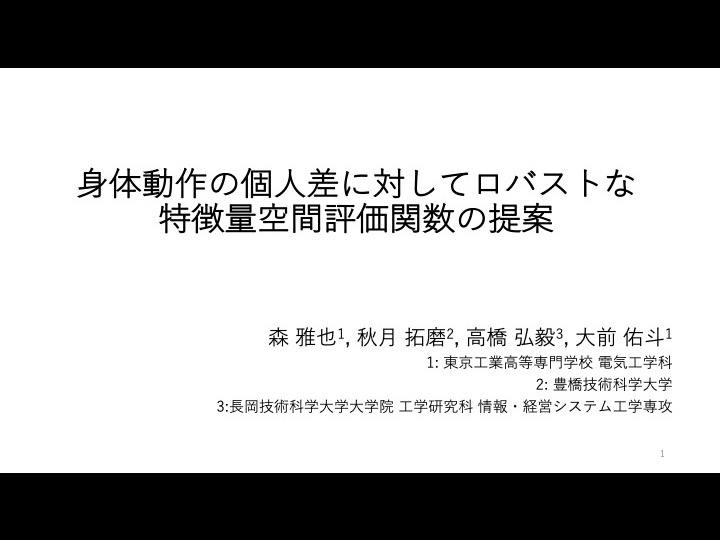 身体動作の個人差に対してロバストな
特徴量空間評価関数の提案
森 雅也1, 秋月 拓磨2, 高橋 弘毅3, 大前 佑斗1
1: 東京工業高等専門学校 電気工学科
2: 豊橋技術科学大学
3:長岡技術科学大学大学院 工学研究科 情報・経営システム工学専攻
1